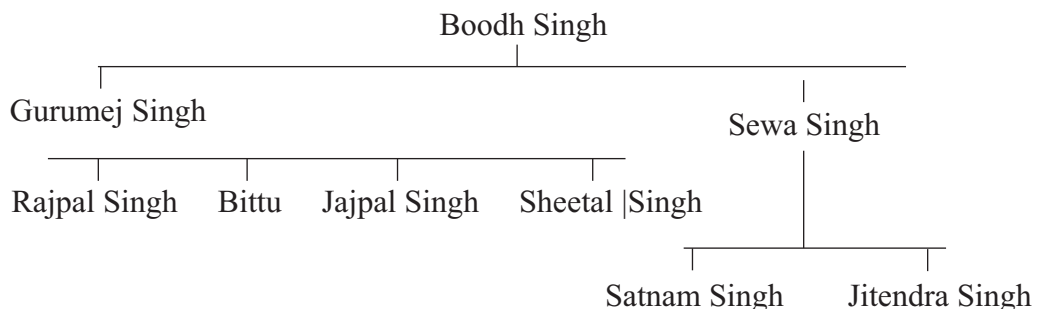 Boodh Singh
Gurumej Singh
Sewa Singh
Rajpal Singh Bittu Jajpal Singh Sheetal |Singh
Satnam Singh Jitendra Singh